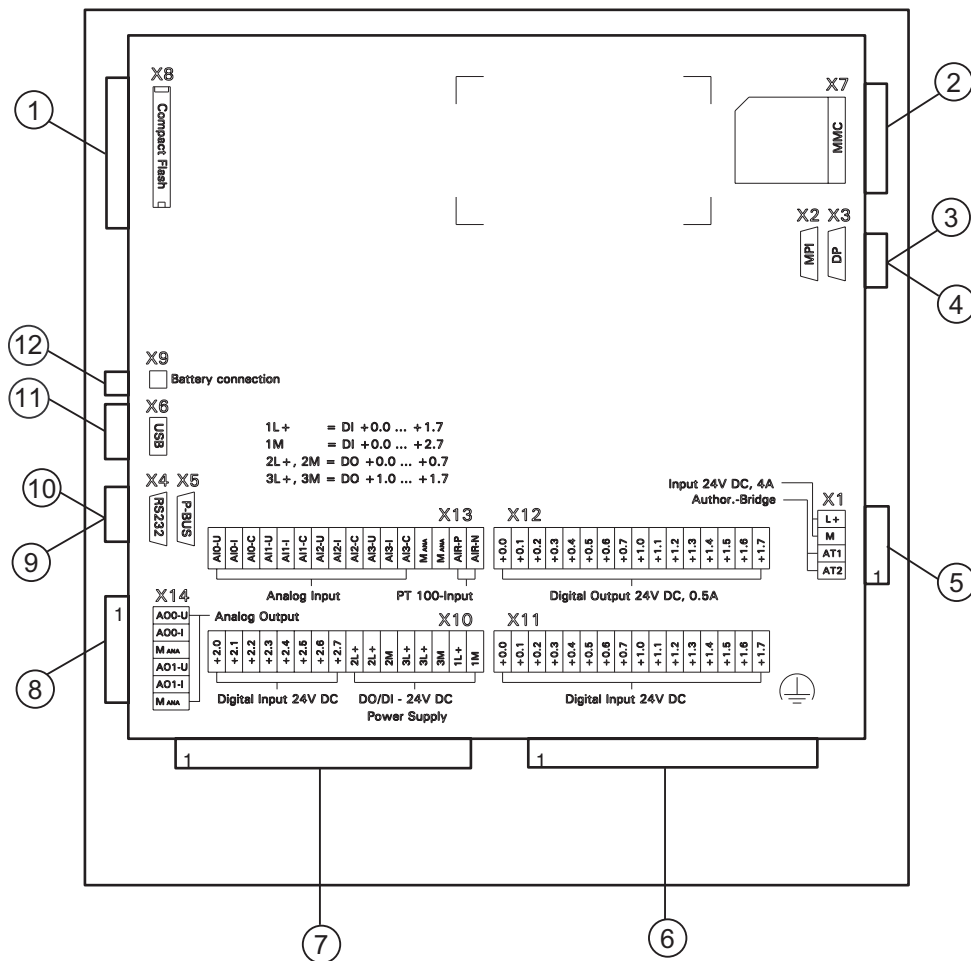 X8
Compact Flash
1
X7
MMC
2
X2 X3
MPI
DP
3
4
12
X9
Battery connection
11
X6
USB
1L+ = DI +0.0 ... +1.7
1M = DI +0.0 ... +2.7
2L+, 2M = DO +0.0 ... +0.7
3L+, 3M = DO +1.0 ... +1.7
10
9
X4 X5
RS232
P-BUS
Input 24V DC, 4A
Author.-Bridge
X1
L+
M
AT1
AT2
1
5
X13
AI0-U AI0-I AI0-C AI1-U AI1-I AI1-C AI2-U AI2-I AI2-C AI3-U AI3-I AI3-C M ANA M ANA AIR-P AIR-N
Analog Input
PT 100-Input
X12
+0.0 +0.1 +0.2 +0.3 +0.4 +0.5 +0.6 +0.7 +1.0 +1.1 +1.2 +1.3 +1.4 +1.5 +1.6 +1.7
Digital Output 24V DC, 0.5A
X14
1
8
AO0-U
AO0-I
M ANA
AO1-U
AO1-I
M ANA
Analog Output
X10
+2.0 +2.1 +2.2 +2.3 +2.4 +2.5 +2.6 +2.7 2L+ 2L+ 2M 3L+ 3L+ 3M 1L+ 1M
Digital Input 24V DC
DO/DI - 24V DC
Power Supply
X11
+0.0 +0.1 +0.2 +0.3 +0.4 +0.5 +0.6 +0.7 +1.0 +1.1 +1.2 +1.3 +1.4 +1.5 +1.6 +1.7
Digital Input 24V DC
1
1
7
6